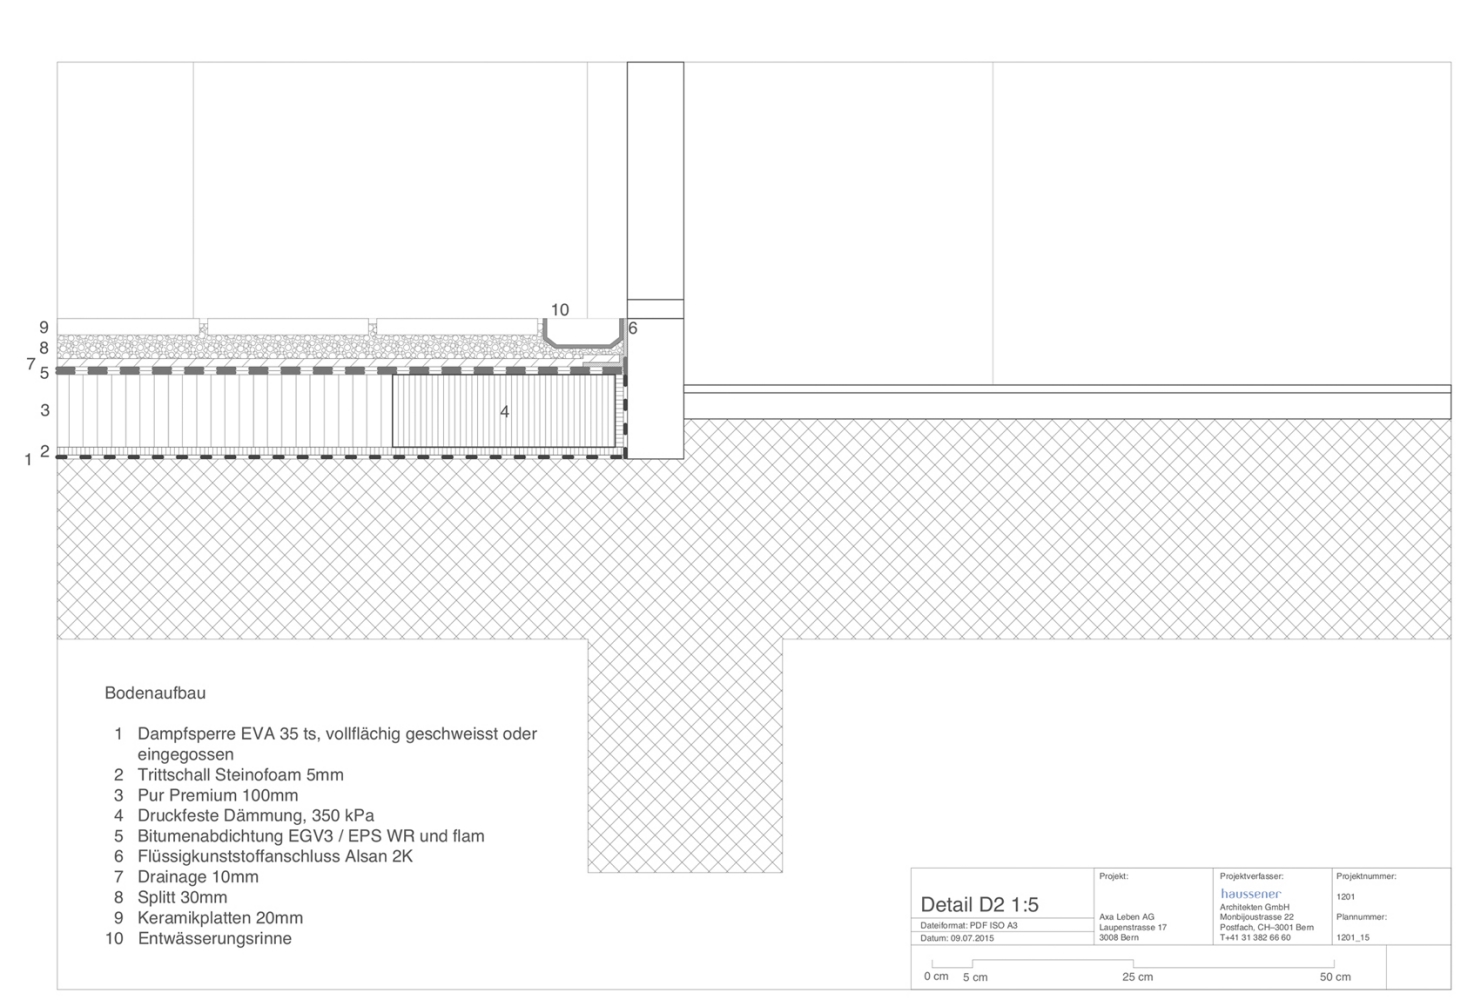 10
9
6
8
7
5
3
4
2
1
Bodenaufbau
1 Dampfsperre EVA 35 ts, vollflächig geschweisst oder
eingegossen
2 Trittschall Steinofoam 5mm
3 Pur Premium 100mm
4 Druckfeste Dämmung, 350 kPa
5 Bitumenabdichtung EGV3 / EPS WR und flam
6 Flüssigkunststoffanschluss Alsan 2K
7 Drainage 10mm
8 Splitt 30mm
9 Keramikplatten 20mm
10 Entwässerungsrinne
Detail D2 1:5
Dateiformat: PDF ISO A3
Datum: 09.07.2015
Projekt:
Axa Leben AG
Laupenstrasse 17
3008 Bern
Projektverfasser:
haussener
Architekten GmbH
Monbijoustrasse 22
Postfach, CH–3001 Bern
T+41 31 382 66 60
Projektnummer:
1201
Plannummer:
1201_15
0 cm 5 cm 25 cm 50 cm